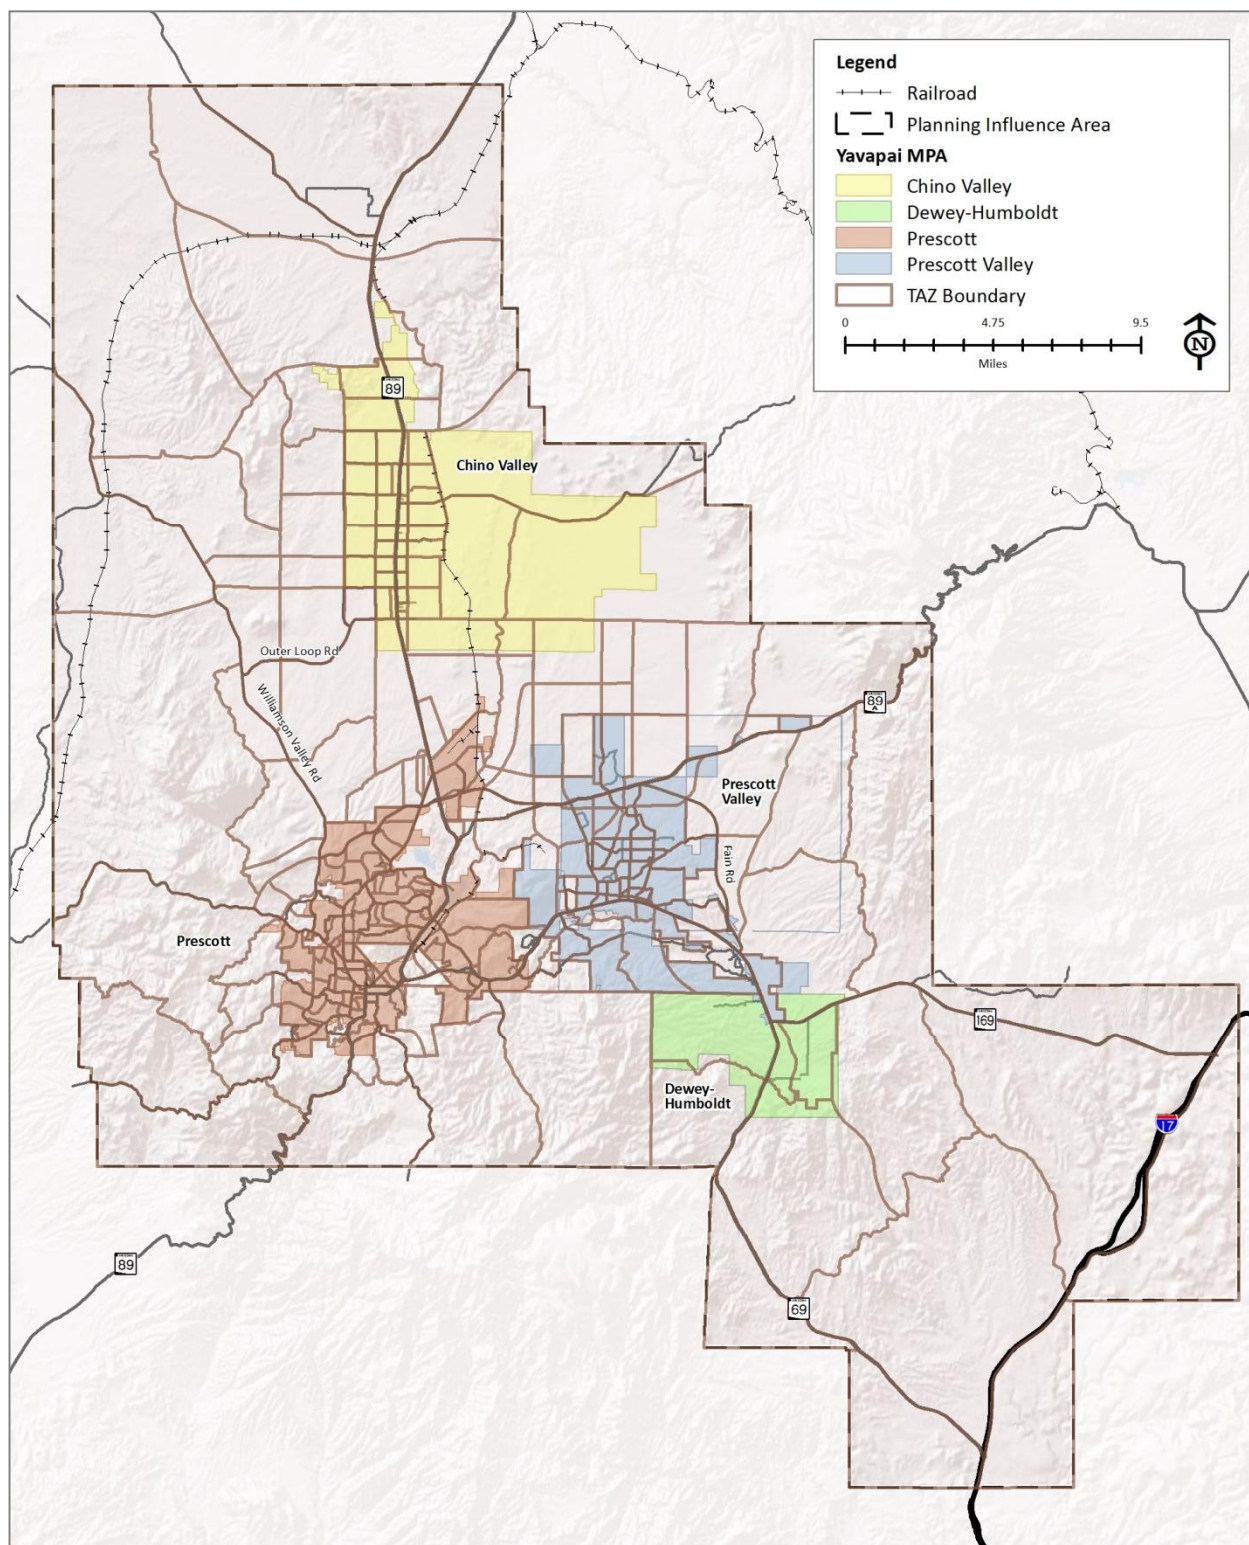 Legend
Railroad
Planning Influence Area
Yavapai MPA
Chino Valley
Dewey-Humboldt
Prescott
Prescott Valley
TAZ Boundary
0 4.75 9.5
Miles
N
89
Chino Valley
Outer Loop Rd
Williamson Valley Rd
89
A
Prescott
Valley
Fain Rd
Prescott
169
Dewey-
Humboldt
17
89
69